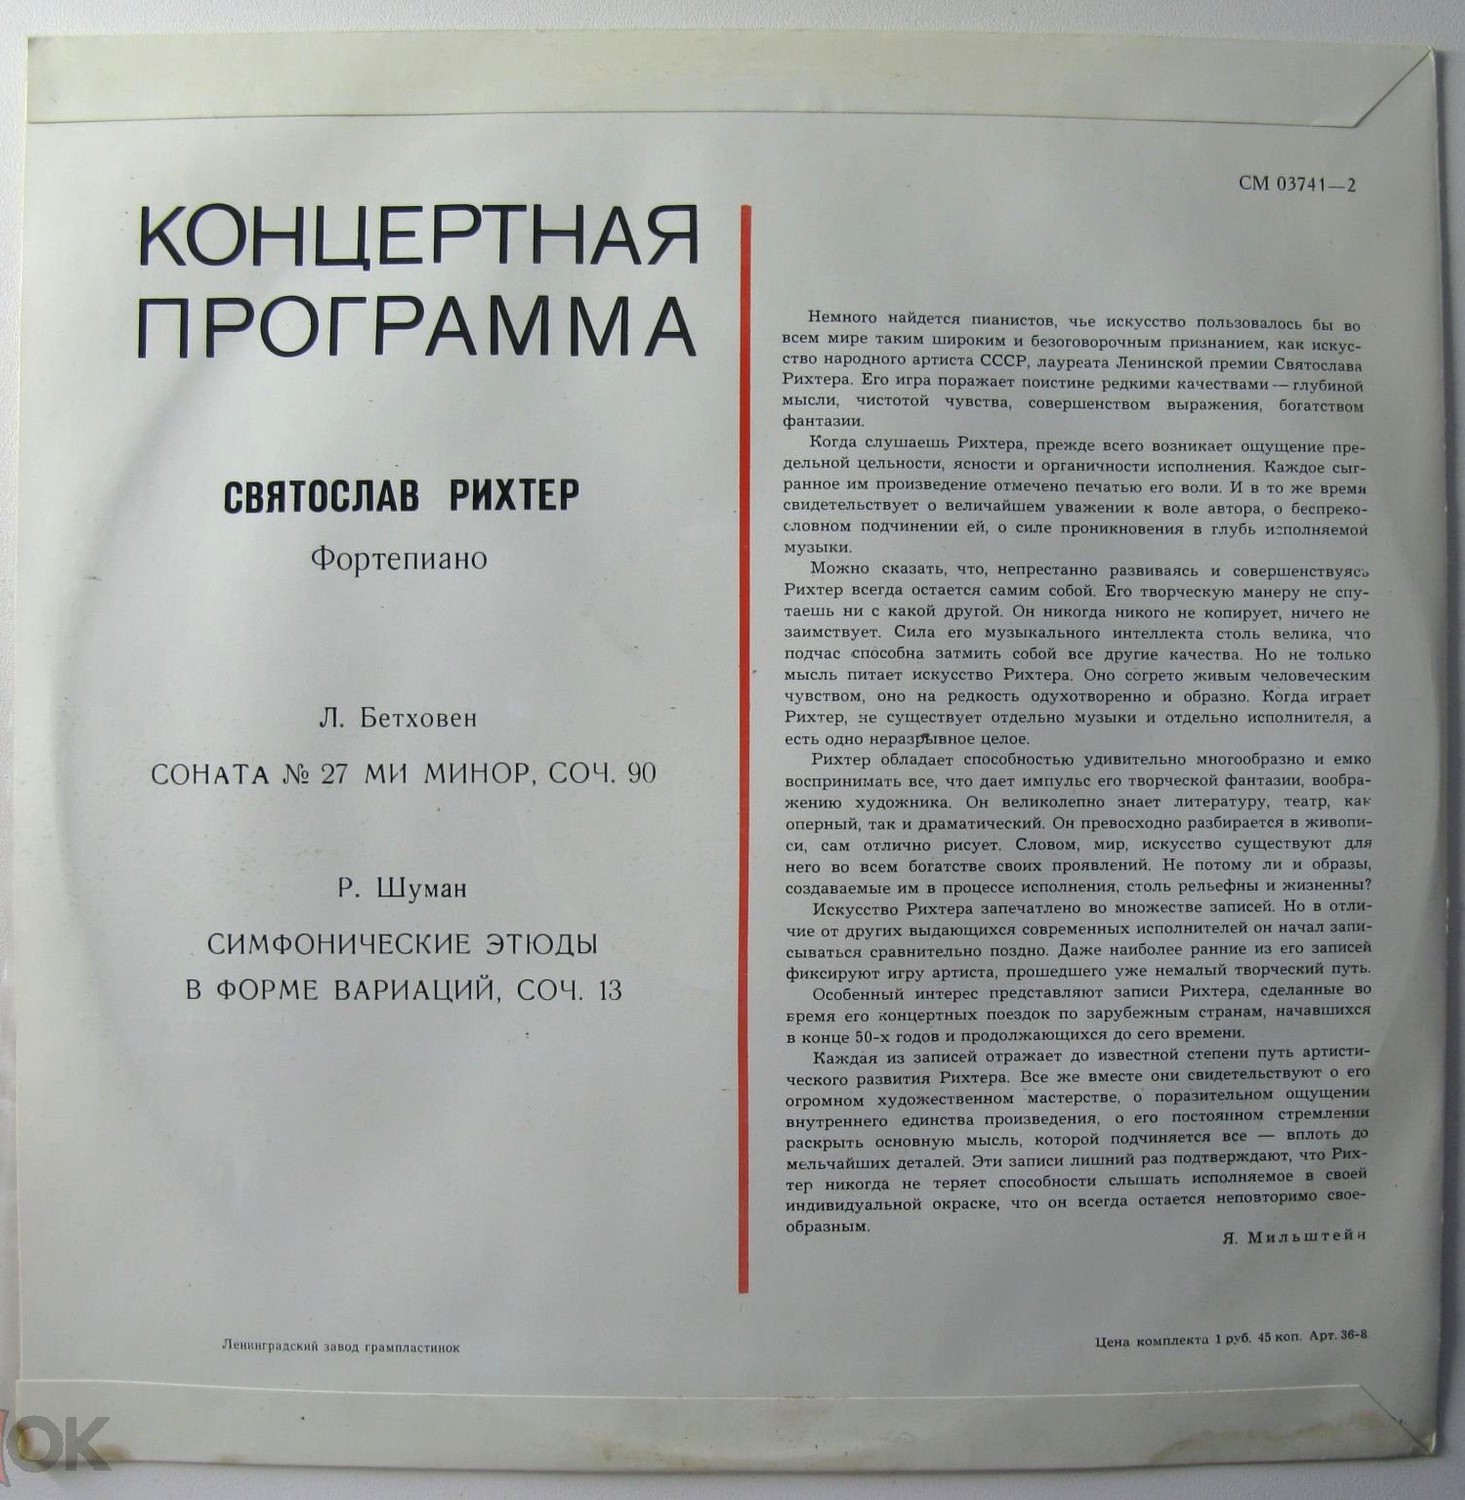 СМ 03741—2
КОНЦЕРТНАЯ
ПРОГРАММА
СВЯТОСЛАВ РИХТЕР
Фортепиано
Л. Бетховен
СОНАТА № 27 МИ МИНОР, СОЧ. 90
Р. Шуман
СИМФОНИЧЕСКИЕ ЭТЮДЫ
В ФОРМЕ ВАРИАЦИЙ, СОЧ. 13
Немного найдется пианистов, чье искусство пользовалось бы во
всем мире таким широким и безоговорочным признанием, как искус-
ство народного артиста СССР, лауреата Ленинской премии Святослава
Рихтера. Его игра поражает поистине редкими качествами — глубиной
мысли, чистотой чувства, совершенством выражения, богатством
фантазии.
Когда слушаешь Рихтера, прежде всего возникает ощущение пре-
дельной цельности, ясности и органичности исполнения. Каждое сыг-
ранное им произведение отмечено печатью его воли. И в то же время
свидетельствует о величайшем уважении к воле автора, о беспреко-
словном подчинении ей, о силе проникновения в глубь исполняемой
музыки.
Можно сказать, что, непрестанно развиваясь и совершенствуясь
Рихтер всегда остается самим собой. Его творческую манеру не спу-
таешь ни с какой другой. Он никогда никого не копирует, ничего не
заимствует. Сила его музыкального интеллекта столь велика, что
подчас способна затмить собой все другие качества. Но не только
мысль питает искусство Рихтера. Оно согрето живым человеческим
чувством, оно на редкость одухотворенно и образно. Когда играет
Рихтер, не существует отдельно музыки и отдельно исполнителя, а
есть одно неразрывное целое.
Рихтер обладает способностью удивительно многообразно и емко
воспринимать все, что дает импульс его творческой фантазии, вообра-
жению художника. Он великолепно знает литературу, театр, как
оперный, так и драматический. Он превосходно разбирается в живопи-
си, сам отлично рисует. Словом, мир, искусство существуют для
него во всем богатстве своих проявлений. Не потому ли и образы,
создаваемые им в процессе исполнения, столь рельефны и жизненны?
Искусство Рихтера запечатлено во множестве записей. Но в отли-
чие от других выдающихся современных исполнителей он начал запи-
сываться сравнительно поздно. Даже наиболее ранние из его записей
фиксируют игру артиста, прошедшего уже немалый творческий путь.
Особенный интерес представляют записи Рихтера, сделанные во
время его концертных поездок по зарубежным странам, начавшихся
в конце 50-х годов и продолжающихся до сего времени.
Каждая из записей отражает до известной степени путь артисти-
ческого развития Рихтера. Все же вместе они свидетельствуют о его
огромном художественном мастерстве, о поразительном ощущении
внутреннего единства произведения, о его постоянном стремлении
раскрыть основную мысль, которой подчиняется все — вплоть до
мельчайших деталей. Эти записи лишний раз подтверждают, что Рих-
тер никогда не теряет способности слышать исполняемое в своей
индивидуальной окраске, что он всегда остается неповторимо свое-
образным.
Я. Мильштейн
Ленинградский завод грампластинок
Цена комплекта 1 руб. 45 коп. Арт. 36-8
ОК